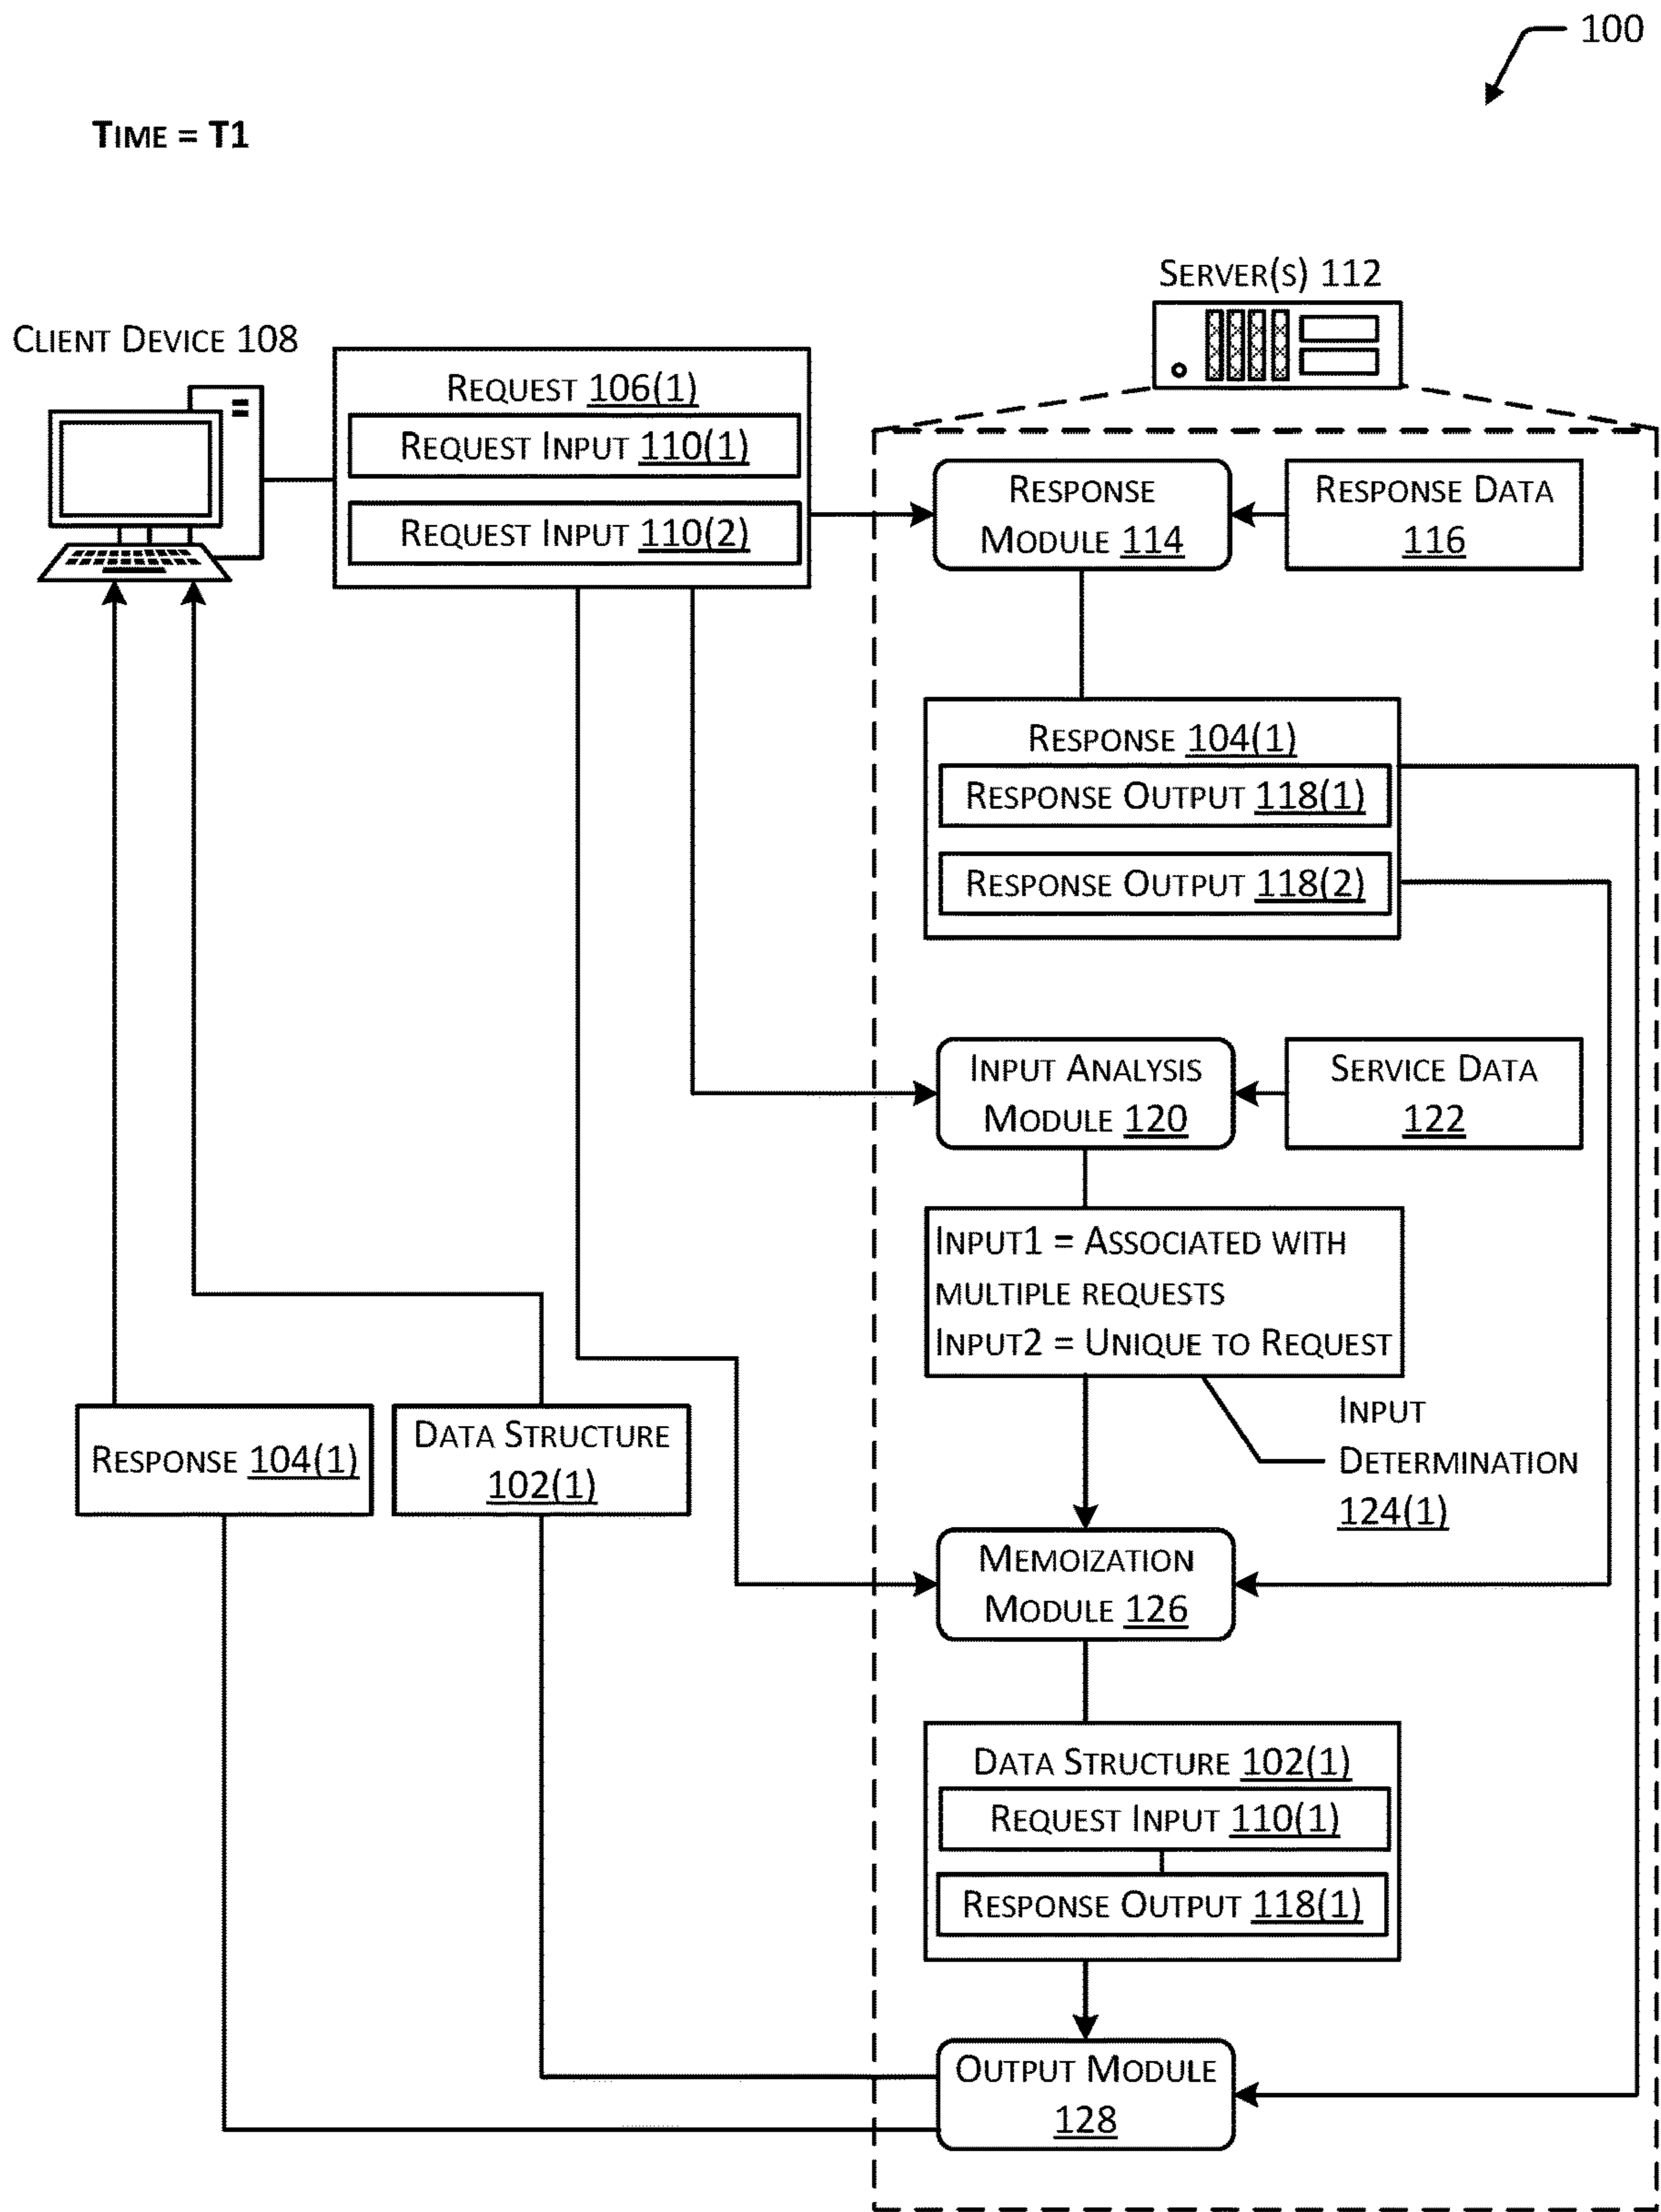 100
TIME = T1
SERVER(S) 112
CLIENT DEVICE 108
REQUEST 106(1)
REQUEST INPUT 110(1)
REQUEST INPUT 110(2)
RESPONSE
MODULE 114
RESPONSE DATA
116
RESPONSE 104(1)
RESPONSE OUTPUT 118(1)
RESPONSE OUTPUT 118(2)
INPUT ANALYSIS
MODULE 120
SERVICE DATA
122
INPUT1 = ASSOCIATED WITH
MULTIPLE REQUESTS
INPUT2 = UNIQUE TO REQUEST
INPUT
DETERMINATION
124(1)
RESPONSE 104(1)
DATA STRUCTURE
102(1)
MEMOIZATION
MODULE 126
DATA STRUCTURE 102(1)
REQUEST INPUT 110(1)
RESPONSE OUTPUT 118(1)
OUTPUT MODULE
128